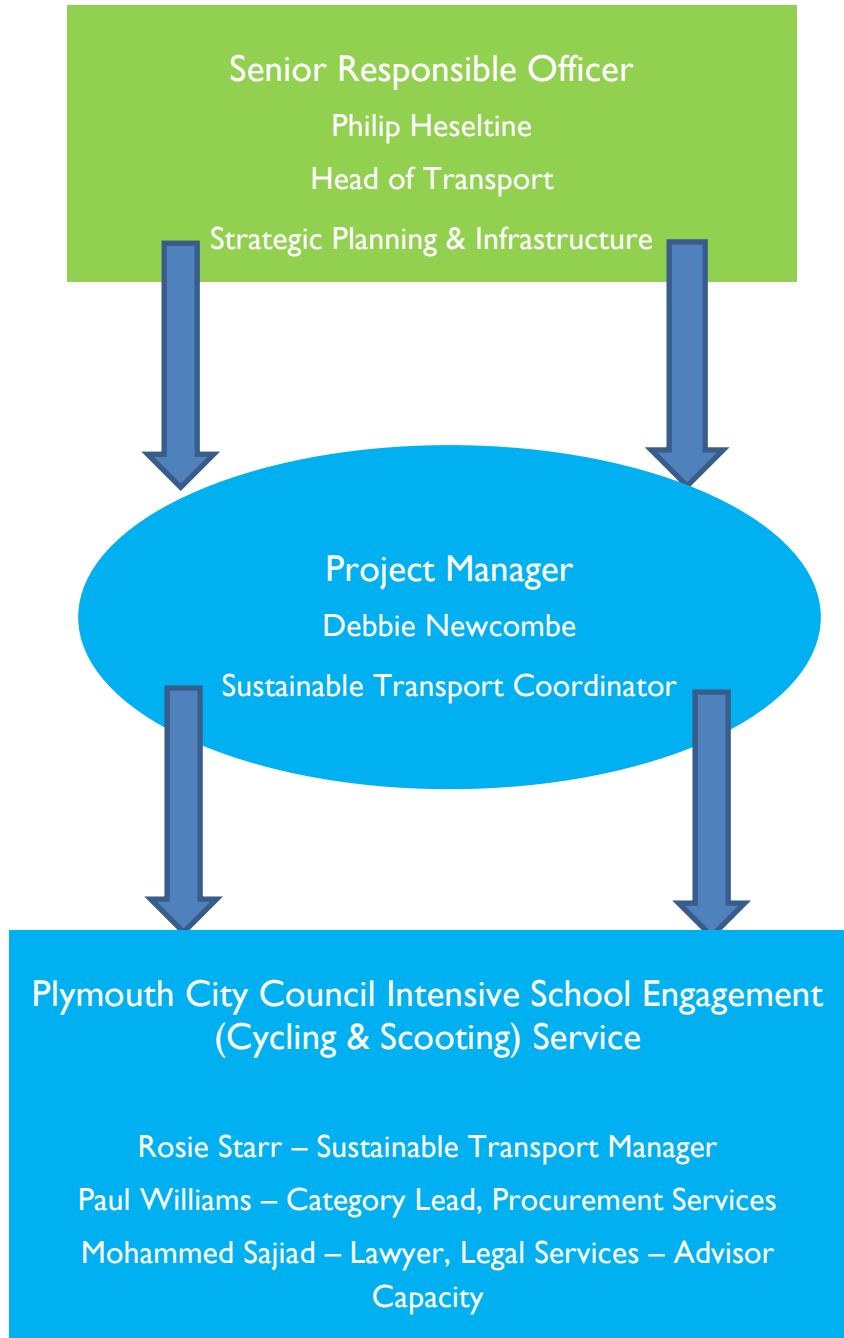 Senior Responsible Officer
Philip Heseltine
Head of Transport
Strategic Planning & Infrastructure
Project Manager
Debbie Newcombe
Sustainable Transport Coordinator
Plymouth City Council Intensive School Engagement
(Cycling & Scooting) Service
Rosie Starr – Sustainable Transport Manager
Paul Williams – Category Lead, Procurement Services
Mohammed Sajiad – Lawyer, Legal Services – Advisor
Capacity